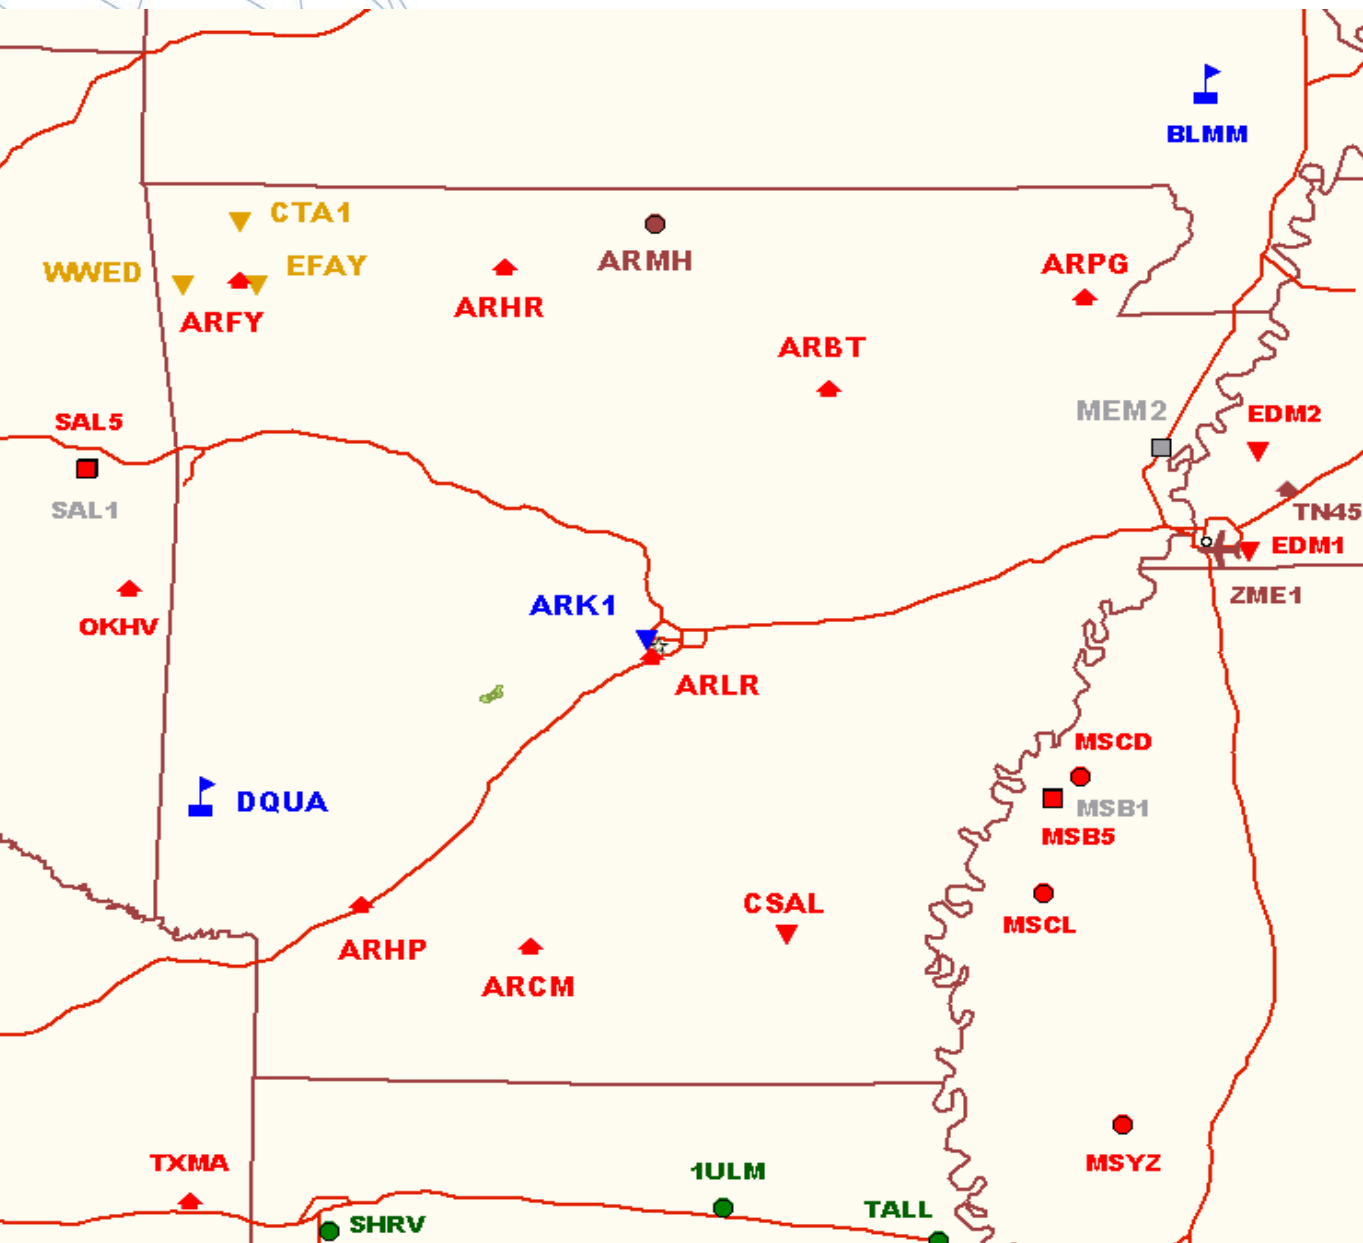 BLMM
CTA1
WWED
EFAY
ARMH
ARPG
ARFY
ARHR
ARBT
MEM2
EDM2
SAL5
SAL1
TN45
EDM1
ZME1
OKHV
ARK1
ARLR
MSCD
DQUA
MSB1
MSB5
CSAL
MSCL
ARHP
ARCM
TXMA
MSYZ
1ULM
TALL
SHRV